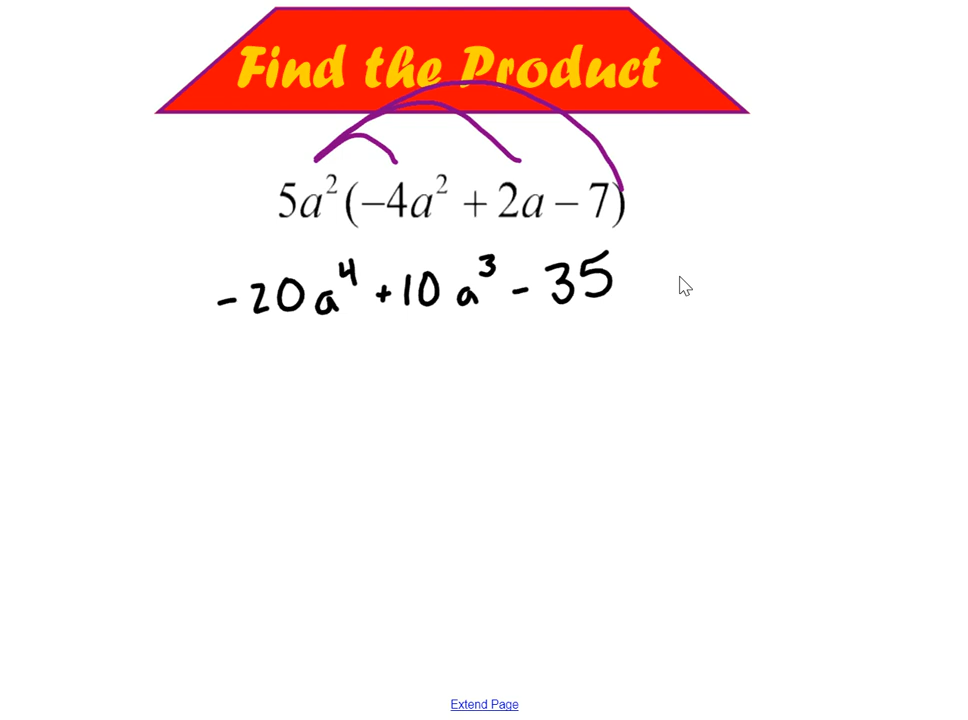 Find the Product
5a²(−4a² + 2a − 7)
-20a⁴ +10a³ - 35
Extend Page